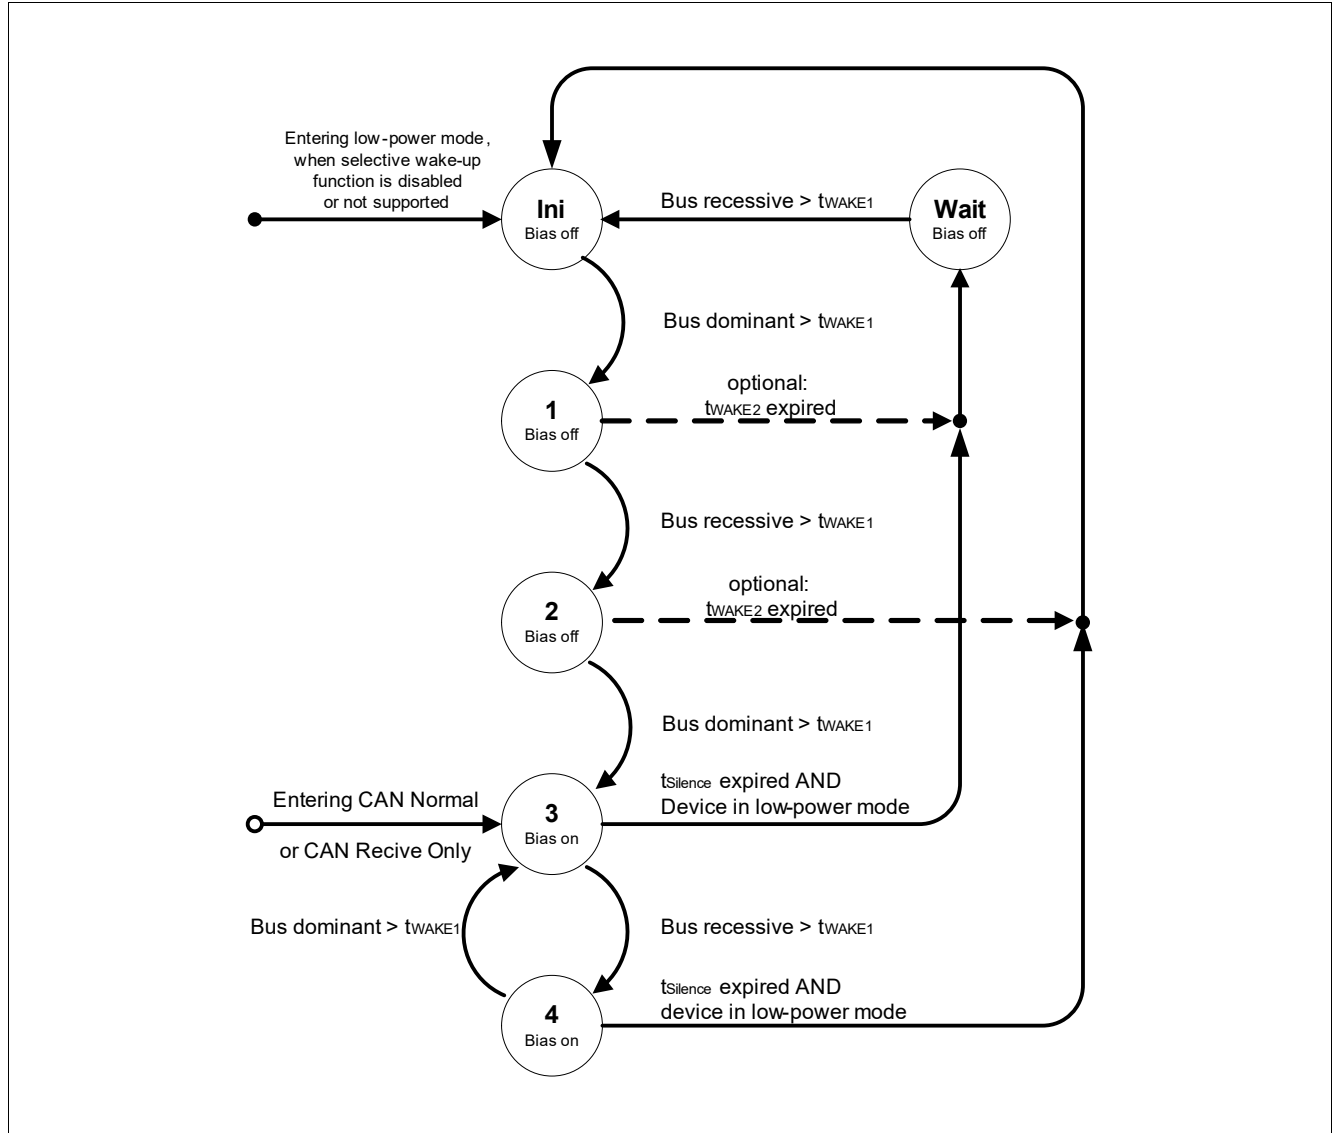 Entering low-power mode,
when selective wake-up
function is disabled
or not supported
Ini
Bias off
Bus recessive > tWAKE1
Wait
Bias off
Bus dominant > tWAKE1
1
Bias off
optional:
tWAKE2 expired
Bus recessive > tWAKE1
2
Bias off
optional:
tWAKE2 expired
Bus dominant > tWAKE1
Entering CAN Normal
or CAN Recive Only
3
Bias on
tSilence expired AND
Device in low-power mode
Bus dominant > tWAKE1
Bus recessive > tWAKE1
4
Bias on
tSilence expired AND
device in low-power mode